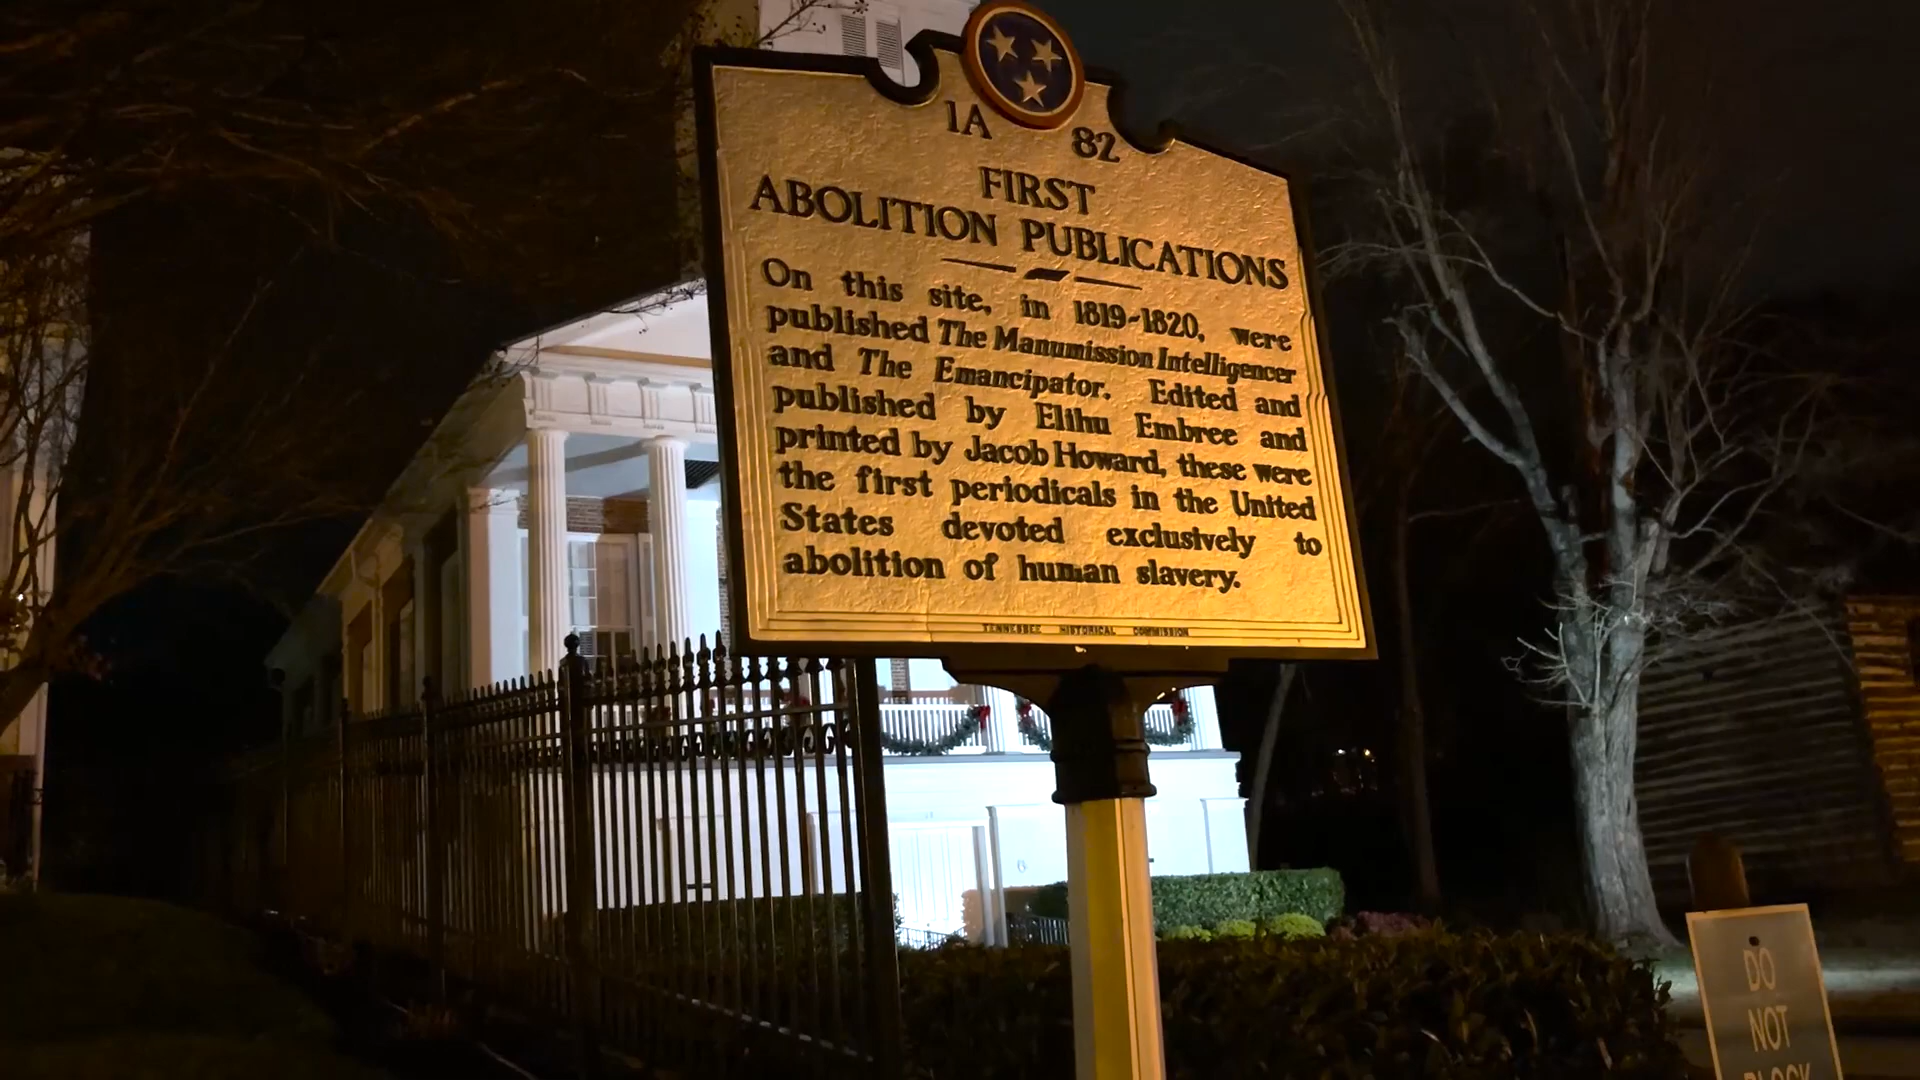 1A 82
FIRST
ABOLITION PUBLICATIONS
On this site, in 1819-1820, were
published The Manumission Intelligencer
and The Emancipator. Edited and
published by Elihu Embree and
printed by Jacob Howard, these were
the first periodicals in the United
States devoted exclusively to
abolition of human slavery.
TENNESSEE HISTORICAL COMMISSION
DO
NOT
BLOCK